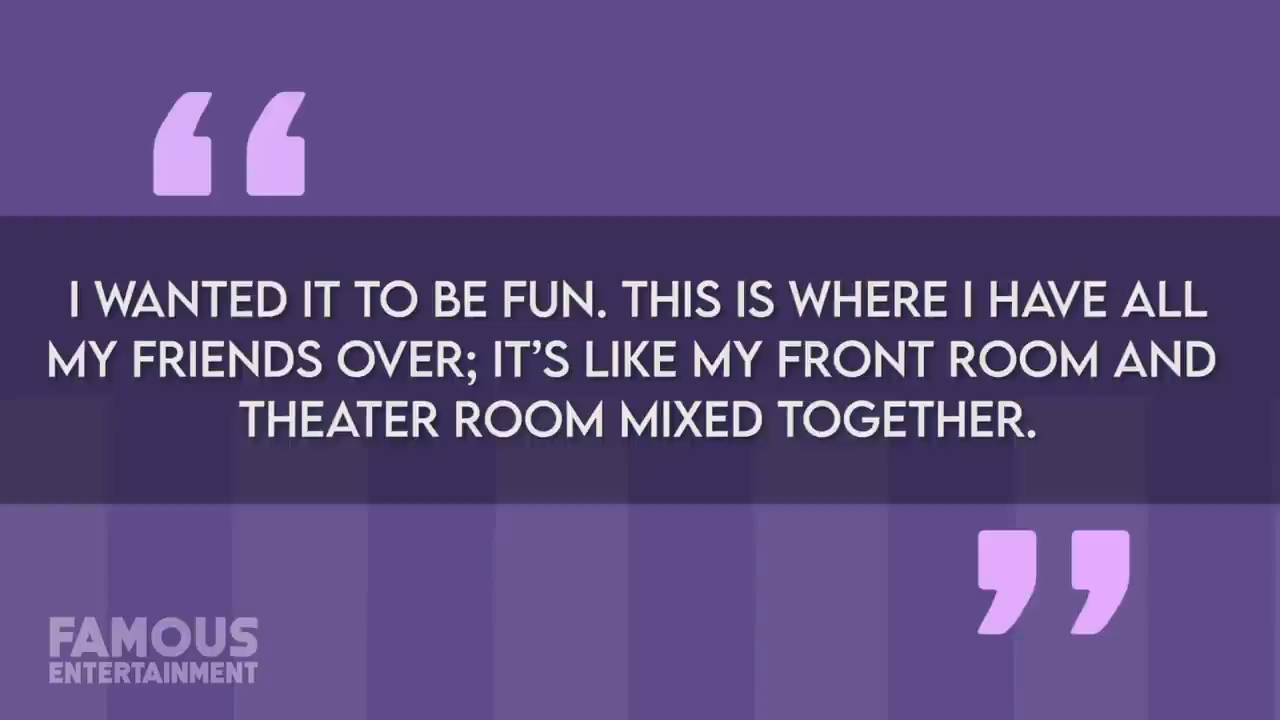 “
I WANTED IT TO BE FUN. THIS IS WHERE I HAVE ALL
MY FRIENDS OVER; IT’S LIKE MY FRONT ROOM AND
THEATER ROOM MIXED TOGETHER.
”
FAMOUS
ENTERTAINMENT